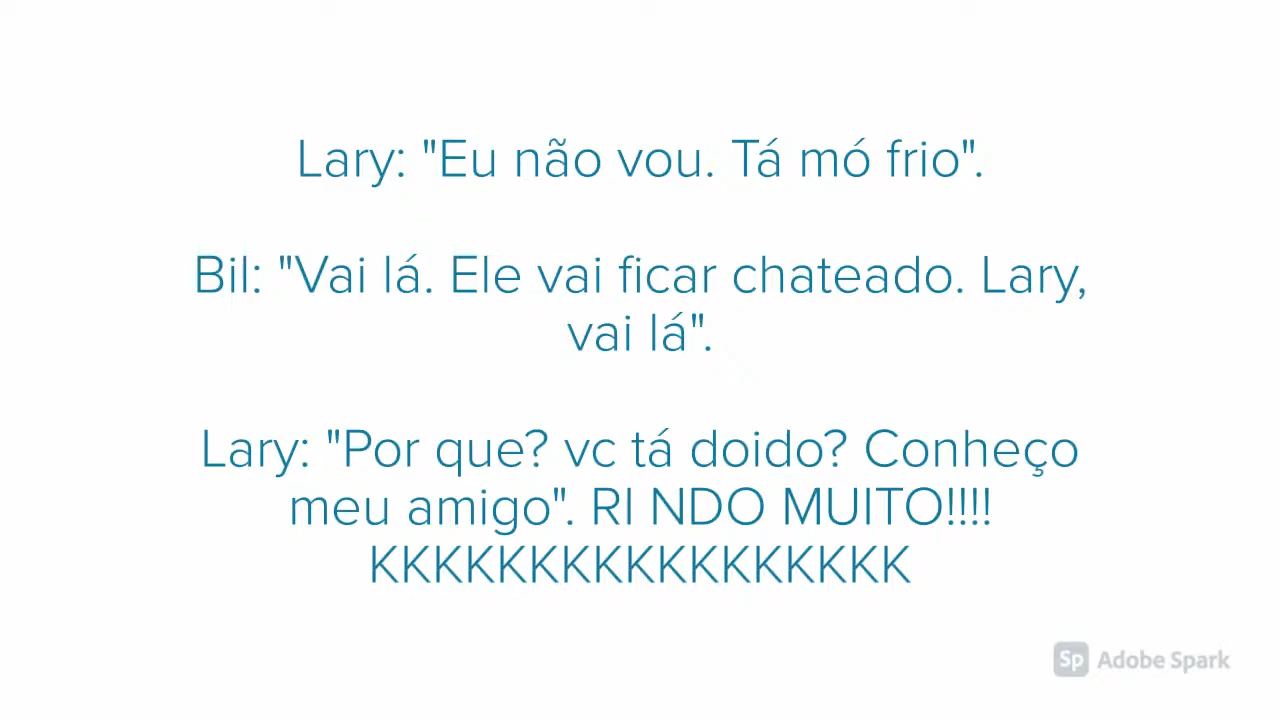 Lary: "Eu não vou. Tá mó frio".
Bil: "Vai lá. Ele vai ficar chateado. Lary,
vai lá".
Lary: "Por que? vc tá doido? Conheço
meu amigo". RI NDO MUITO!!!!
KKKKKKKKKKKKKKKKK
Sp Adobe Spark